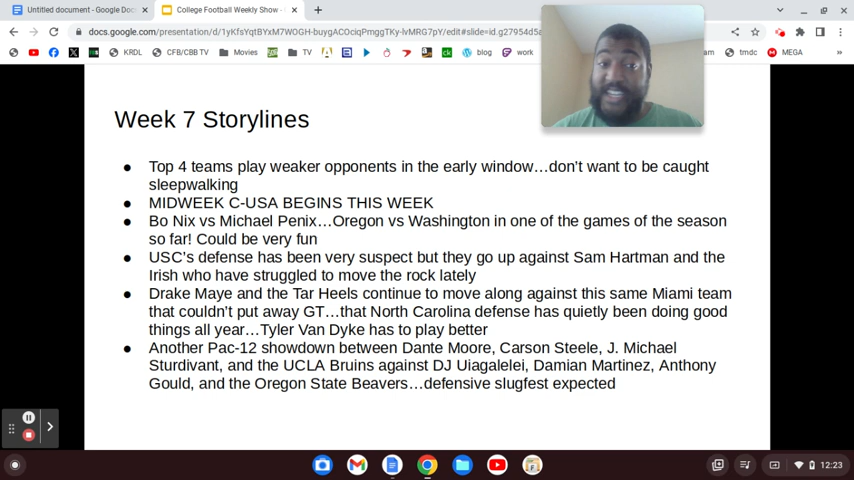 Untitled document - Google Doc
College Football Weekly Show -
docs.google.com/presentation/d/1yKfsYqtBYxM7WOGH-buygACOciqPmggTKy-lvMRG7pY/edit#slide=id.g27954d5a
KRDL
CFB/CBB TV
Movies
TV
blog
work
am
tmdc
MEGA
Week 7 Storylines
● Top 4 teams play weaker opponents in the early window…don’t want to be caught
sleepwalking
● MIDWEEK C-USA BEGINS THIS WEEK
● Bo Nix vs Michael Penix…Oregon vs Washington in one of the games of the season
so far! Could be very fun
● USC’s defense has been very suspect but they go up against Sam Hartman and the
Irish who have struggled to move the rock lately
● Drake Maye and the Tar Heels continue to move along against this same Miami team
that couldn’t put away GT…that North Carolina defense has quietly been doing good
things all year…Tyler Van Dyke has to play better
● Another Pac-12 showdown between Dante Moore, Carson Steele, J. Michael
Sturdivant, and the UCLA Bruins against DJ Uiagalelei, Damian Martinez, Anthony
Gould, and the Oregon State Beavers…defensive slugfest expected
12:23